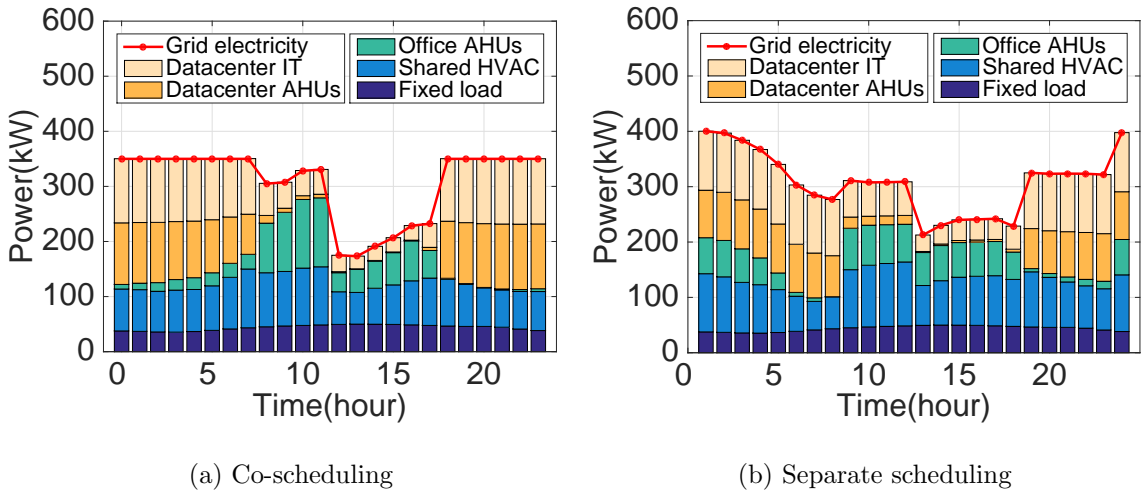 600
500
400
300
200
100
0
Power(kW)
Grid electricity
Datacenter IT
Datacenter AHUs
Office AHUs
Shared HVAC
Fixed load
0 5 10 15 20
Time(hour)
(a) Co-scheduling
600
500
400
300
200
100
0
Power(kW)
Grid electricity
Datacenter IT
Datacenter AHUs
Office AHUs
Shared HVAC
Fixed load
0 5 10 15 20
Time(hour)
(b) Separate scheduling